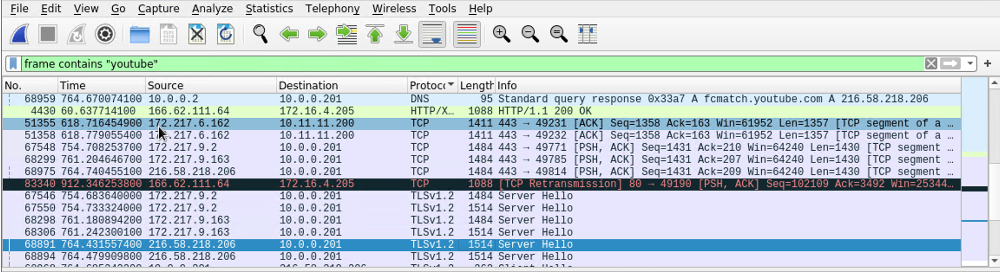 File Edit View Go Capture Analyze Statistics Telephony Wireless Tools Help
frame contains "youtube"
No. Time Source Destination Protoc Length Info
68959 764.670074100 10.0.0.2 10.0.0.201 DNS 95 Standard query response 0x33a7 A fcmatch.youtube.com A 216.58.218.206
4430 60.637714100 166.62.111.64 172.16.4.205 HTTP/X… 1088 HTTP/1.1 200 OK
51355 618.716454900 172.217.6.162 10.11.11.200 TCP 1411 443 → 49231 [ACK] Seq=1358 Ack=163 Win=61952 Len=1357 [TCP segment of a …
51358 618.779055400 172.217.6.162 10.11.11.200 TCP 1411 443 → 49232 [ACK] Seq=1358 Ack=163 Win=61952 Len=1357 [TCP segment of a …
67548 754.708253700 172.217.9.2 10.0.0.201 TCP 1484 443 → 49771 [PSH, ACK] Seq=1431 Ack=210 Win=64240 Len=1430 [TCP segment …
68299 761.204646700 172.217.9.163 10.0.0.201 TCP 1484 443 → 49785 [PSH, ACK] Seq=1431 Ack=207 Win=64240 Len=1430 [TCP segment …
68975 764.740455100 216.58.218.206 10.0.0.201 TCP 1484 443 → 49814 [PSH, ACK] Seq=1431 Ack=209 Win=64240 Len=1430 [TCP segment …
83340 912.346253800 166.62.111.64 172.16.4.205 TCP 1088 [TCP Retransmission] 80 → 49190 [PSH, ACK] Seq=102109 Ack=3492 Win=25344…
67546 754.683640000 172.217.9.2 10.0.0.201 TLSv1.2 1484 Server Hello
67550 754.733324000 172.217.9.2 10.0.0.201 TLSv1.2 1514 Server Hello
68298 761.180894200 172.217.9.163 10.0.0.201 TLSv1.2 1484 Server Hello
68306 761.242300100 172.217.9.163 10.0.0.201 TLSv1.2 1514 Server Hello
68891 764.431557400 216.58.218.206 10.0.0.201 TLSv1.2 1514 Server Hello
68894 764.479909800 216.58.218.206 10.0.0.201 TLSv1.2 1514 Server Hello